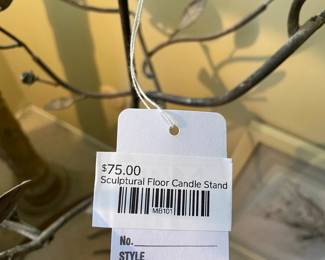 $75.00
Sculptural Floor Candle Stand
MB101
No.
STYLE